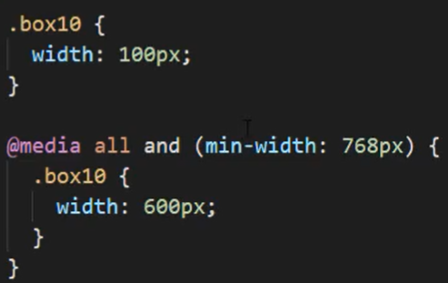 .box10 {
  width: 100px;
}
@media all and (min-width: 768px) {
  .box10 {
    width: 600px;
  }
}